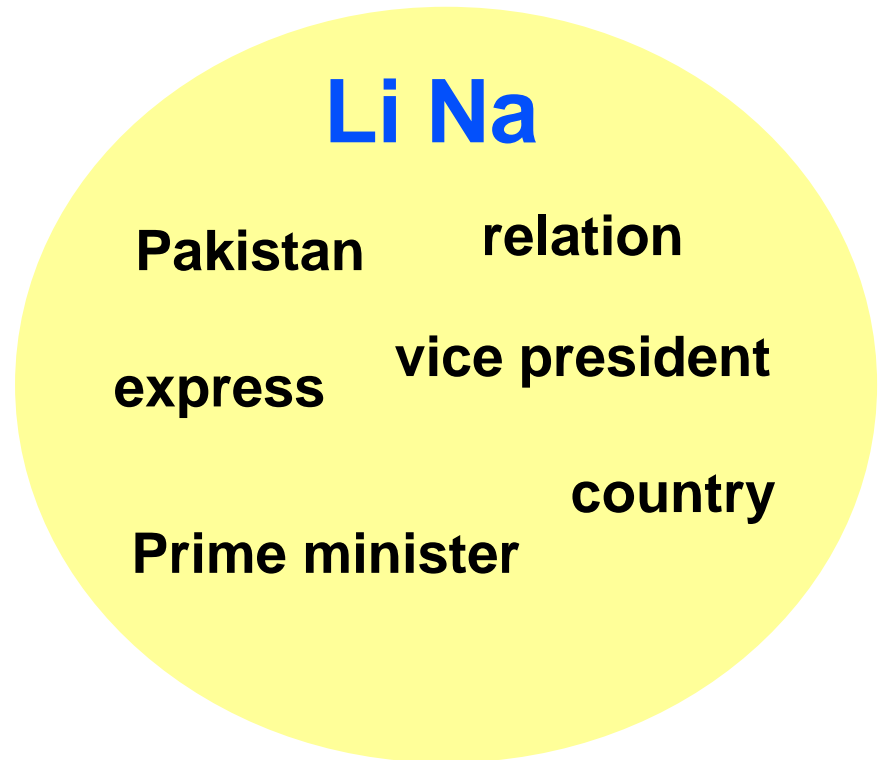 Li Na
Pakistan
relation
express
vice president
Prime minister
country